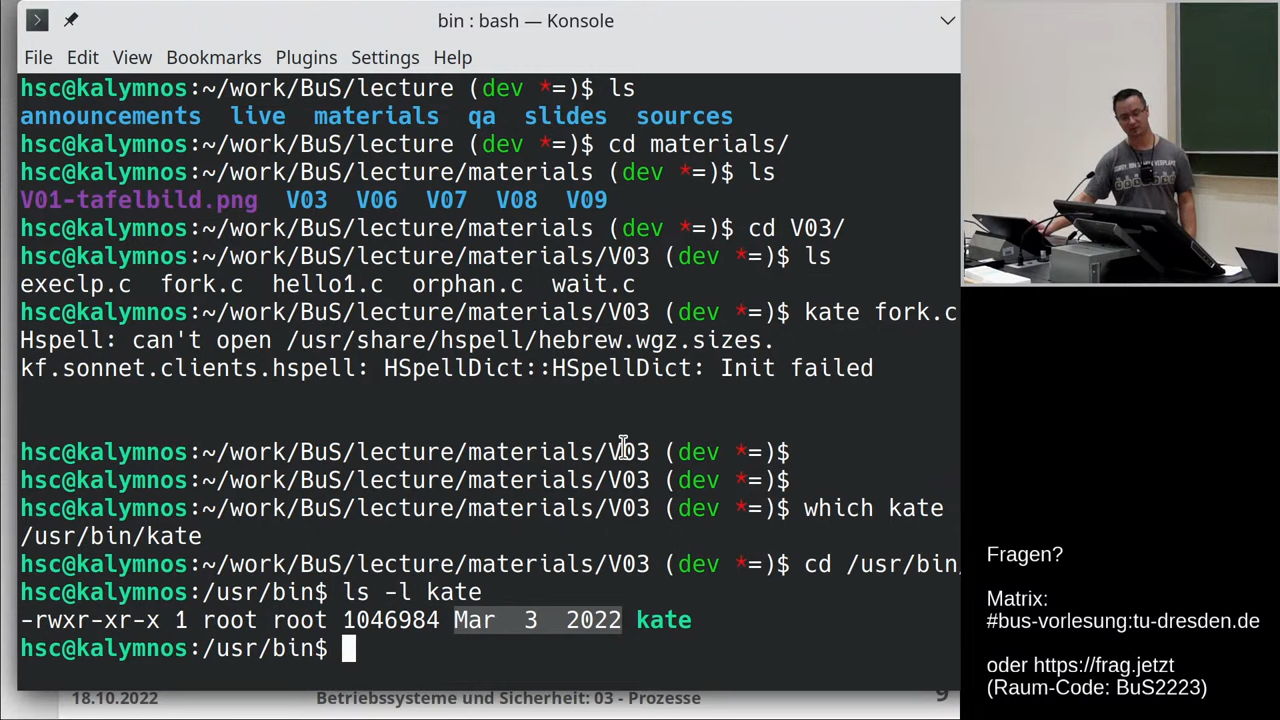 bin : bash — Konsole
File Edit View Bookmarks Plugins Settings Help
hsc@kalymnos:~/work/BuS/lecture (dev *=)$ ls
announcements live materials qa slides sources
hsc@kalymnos:~/work/BuS/lecture (dev *=)$ cd materials/
hsc@kalymnos:~/work/BuS/lecture/materials (dev *=)$ ls
V01-tafelbild.png V03 V06 V07 V08 V09
hsc@kalymnos:~/work/BuS/lecture/materials (dev *=)$ cd V03/
hsc@kalymnos:~/work/BuS/lecture/materials/V03 (dev *=)$ ls
execlp.c fork.c hello1.c orphan.c wait.c
hsc@kalymnos:~/work/BuS/lecture/materials/V03 (dev *=)$ kate fork.c
Hspell: can't open /usr/share/hspell/hebrew.wgz.sizes.
kf.sonnet.clients.hspell: HSpellDict::HSpellDict: Init failed
hsc@kalymnos:~/work/BuS/lecture/materials/V03 (dev *=)$
hsc@kalymnos:~/work/BuS/lecture/materials/V03 (dev *=)$
hsc@kalymnos:~/work/BuS/lecture/materials/V03 (dev *=)$ which kate
/usr/bin/kate
hsc@kalymnos:~/work/BuS/lecture/materials/V03 (dev *=)$ cd /usr/bin/
hsc@kalymnos:/usr/bin$ ls -l kate
-rwxr-xr-x 1 root root 1046984 Mar 3 2022 kate
hsc@kalymnos:/usr/bin$
18.10.2022 Betriebssysteme und Sicherheit: 03 - Prozesse 9
Fragen?
Matrix:
#bus-vorlesung:tu-dresden.de
oder https://frag.jetzt
(Raum-Code: BuS2223)